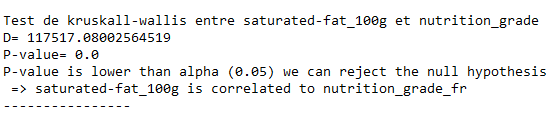 Test de kruskall-wallis entre saturated-fat_100g et nutrition_grade
D= 117517.08002564519
P-value= 0.0
P-value is lower than alpha (0.05) we can reject the null hypothesis
=> saturated-fat_100g is correlated to nutrition_grade_fr
----------------